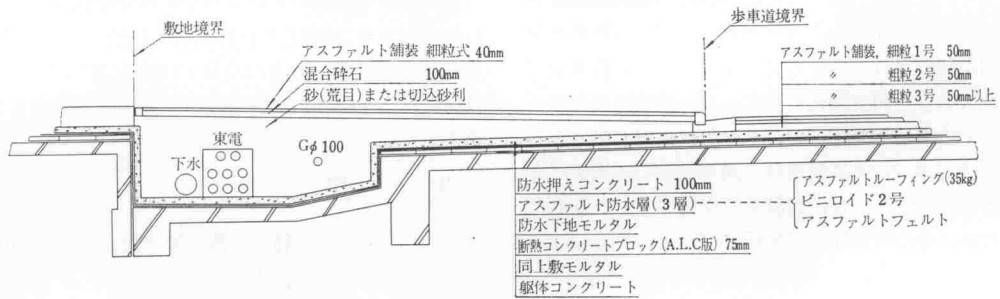 敷地境界
歩車道境界
アスファルト舗装 細粒式 40mm
混合砕石 100mm
砂(荒目)または切込砂利
アスファルト舗装, 細粒1号 50mm
〃 粗粒2号 50mm
〃 粗粒3号 50mm以上
東電
下水
Gφ100
防水押えコンクリート 100mm
アスファルト防水層(3層)
防水下地モルタル
断熱コンクリートブロック(A.L.C版) 75mm
同上敷モルタル
躯体コンクリート
アスファルトルーフィング(35kg)
ビニロイド2号
アスファルトフェルト